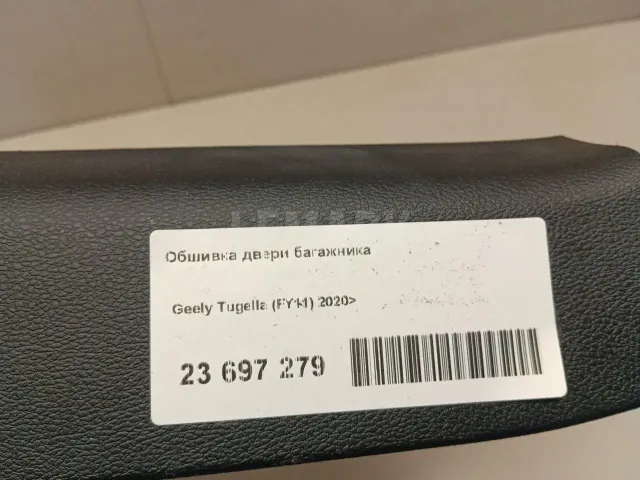 Обшивка двери багажника
Geely Tugella (FY11) 2020>
23 697 279